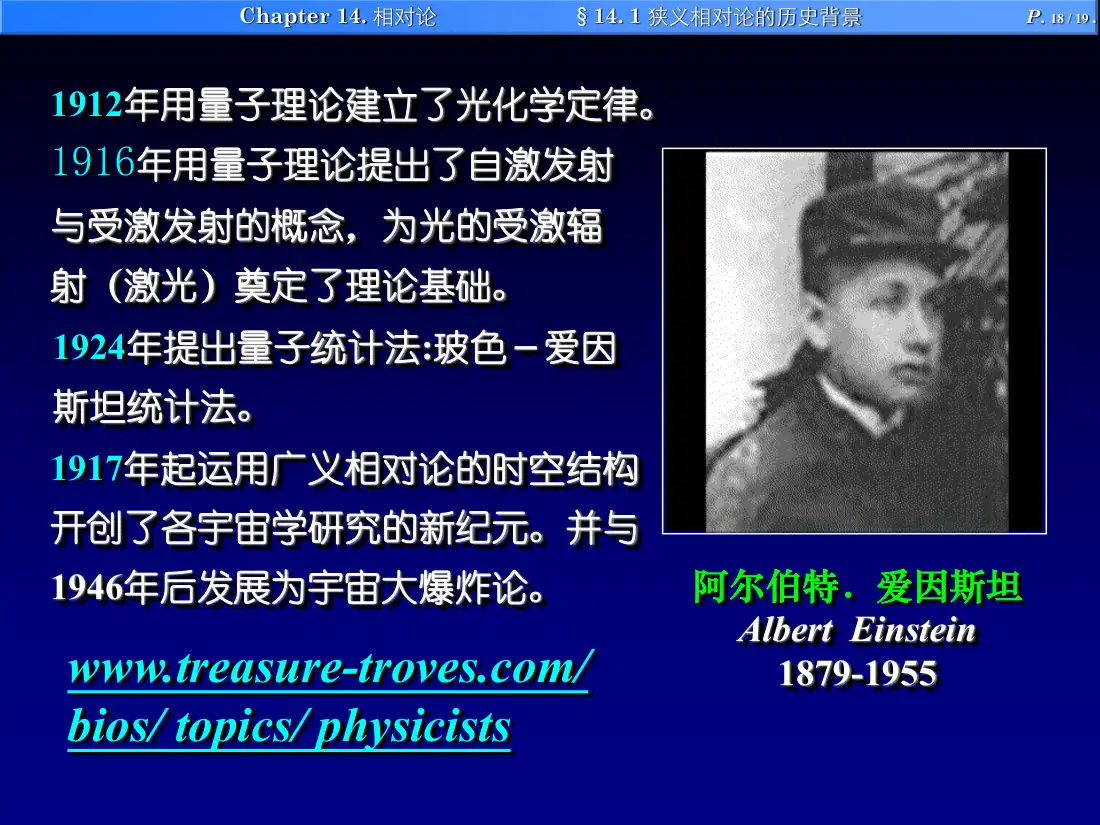 Chapter 14. 相对论 §14. 1 狭义相对论的历史背景 P. 18 / 19 .
1912年用量子理论建立了光化学定律。
1916年用量子理论提出了自激发射
与受激发射的概念，为光的受激辐
射（激光）奠定了理论基础。
1924年提出量子统计法:玻色－爱因
斯坦统计法。
1917年起运用广义相对论的时空结构
开创了各宇宙学研究的新纪元。并与
1946年后发展为宇宙大爆炸论。
www.treasure-troves.com/
bios/ topics/ physicists
阿尔伯特．爱因斯坦
Albert Einstein
1879-1955